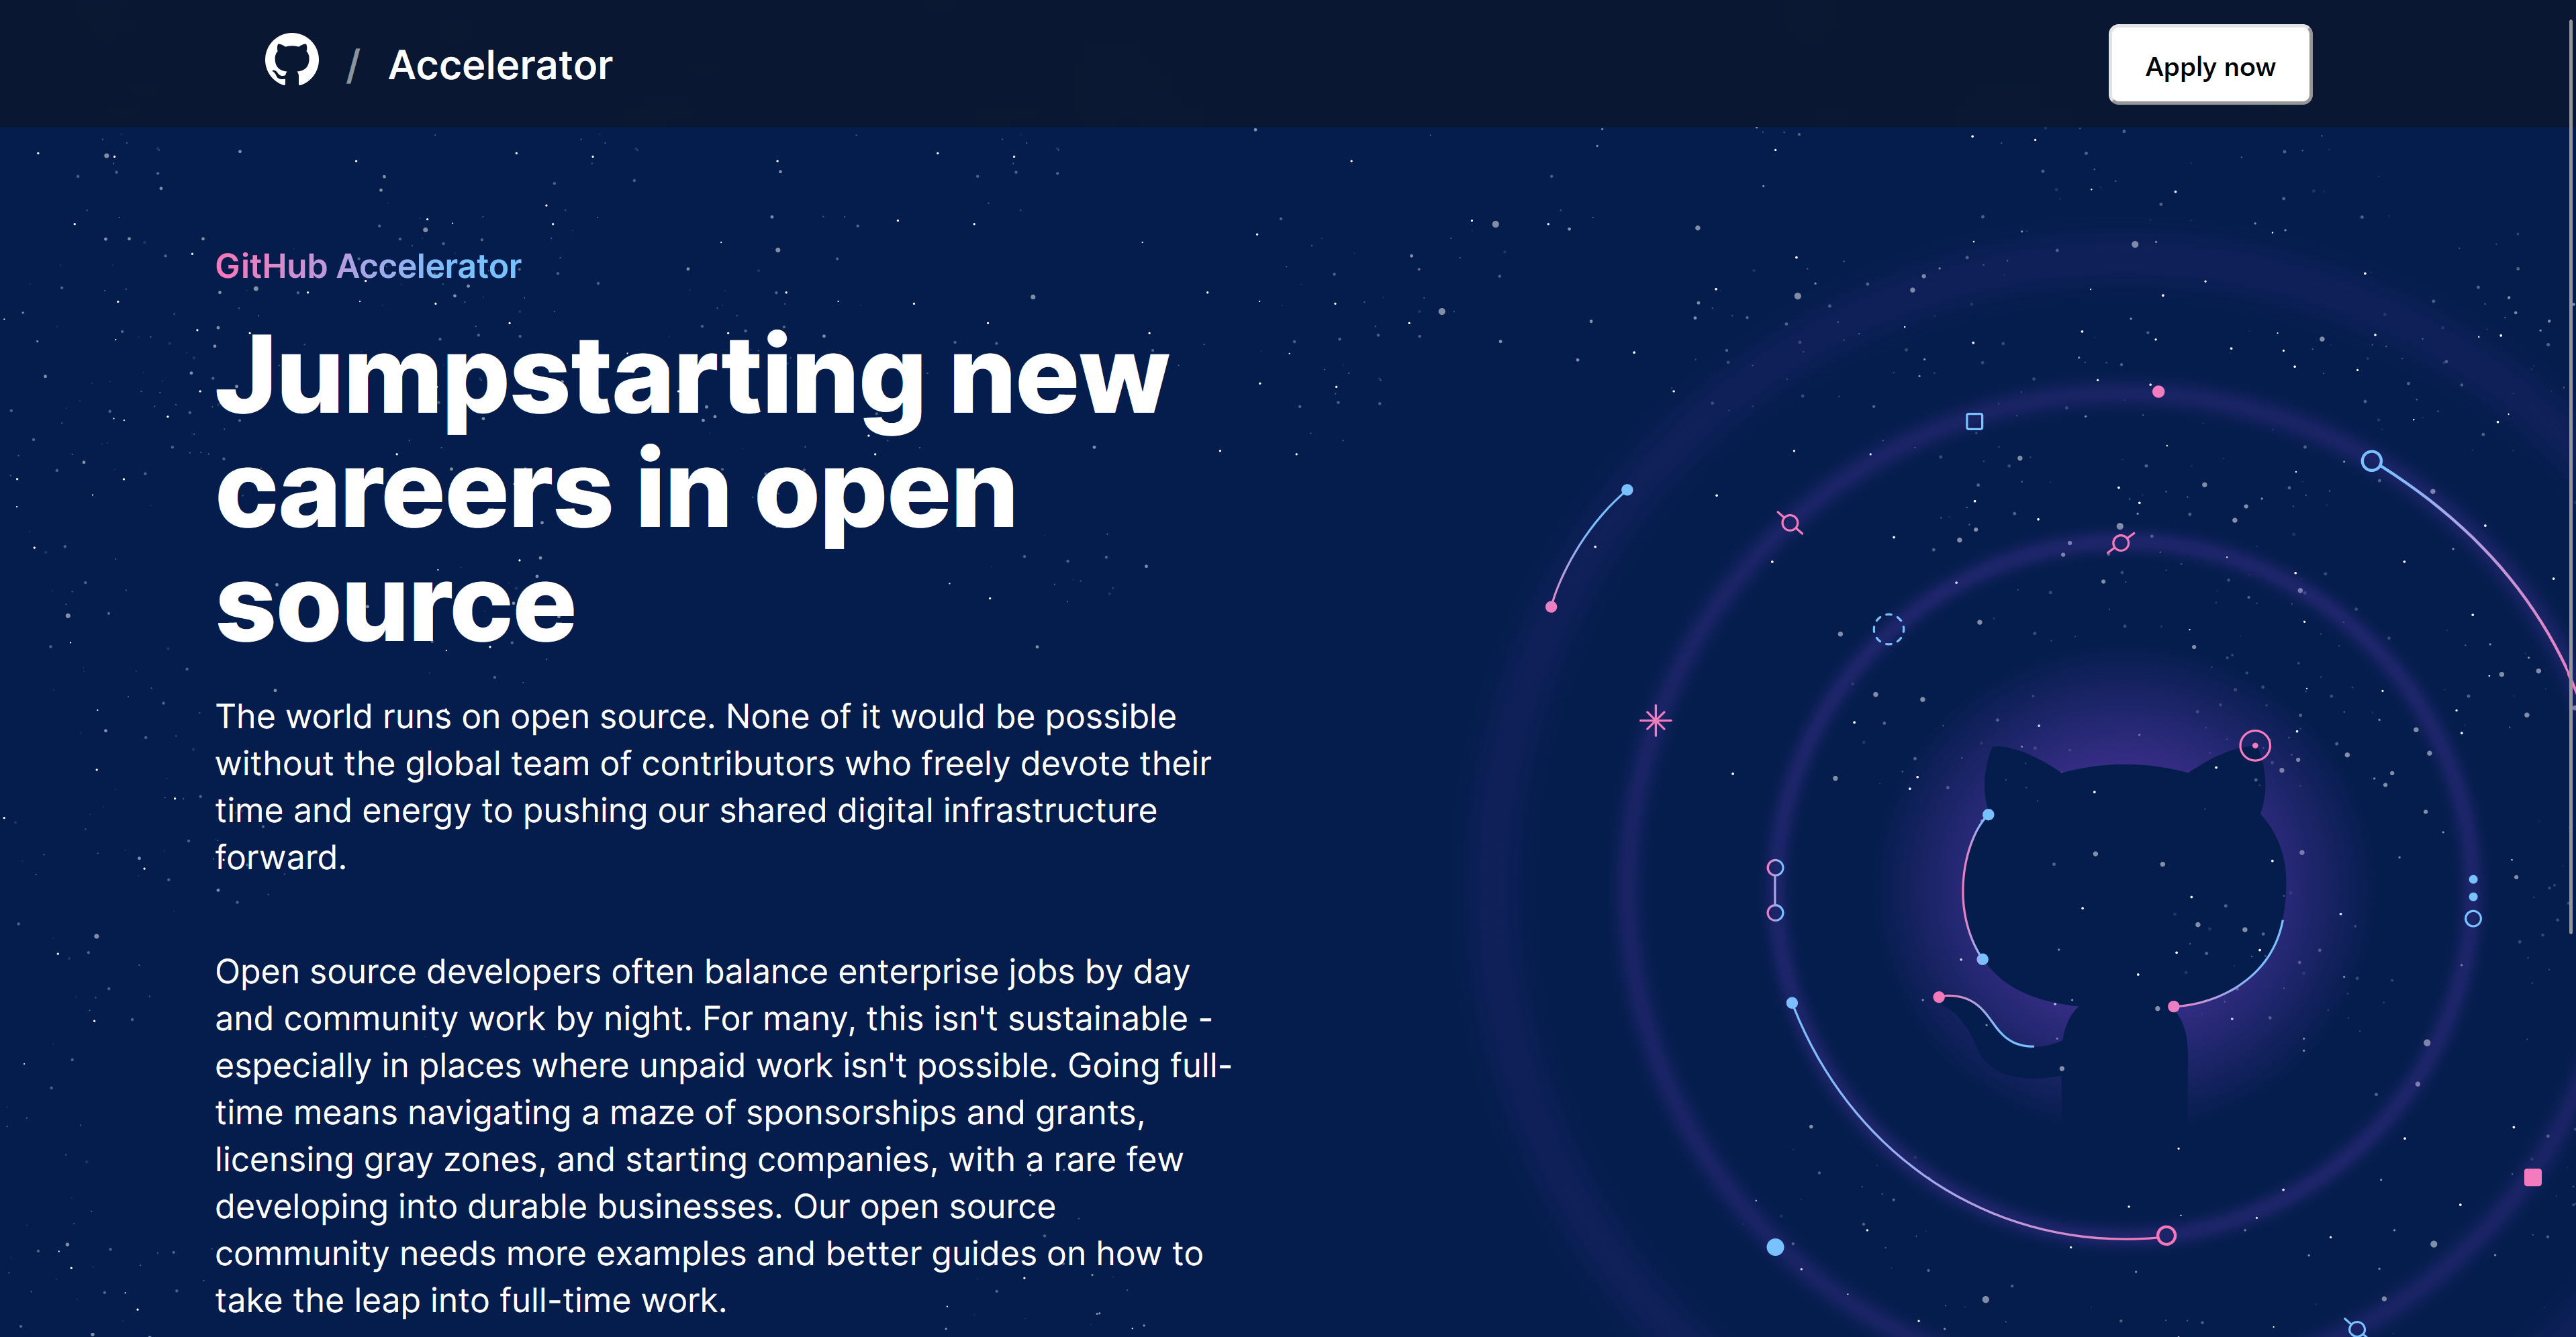 / Accelerator
Apply now
GitHub Accelerator
Jumpstarting new
careers in open
source
The world runs on open source. None of it would be possible
without the global team of contributors who freely devote their
time and energy to pushing our shared digital infrastructure
forward.
Open source developers often balance enterprise jobs by day
and community work by night. For many, this isn't sustainable -
especially in places where unpaid work isn't possible. Going full-
time means navigating a maze of sponsorships and grants,
licensing gray zones, and starting companies, with a rare few
developing into durable businesses. Our open source
community needs more examples and better guides on how to
take the leap into full-time work.